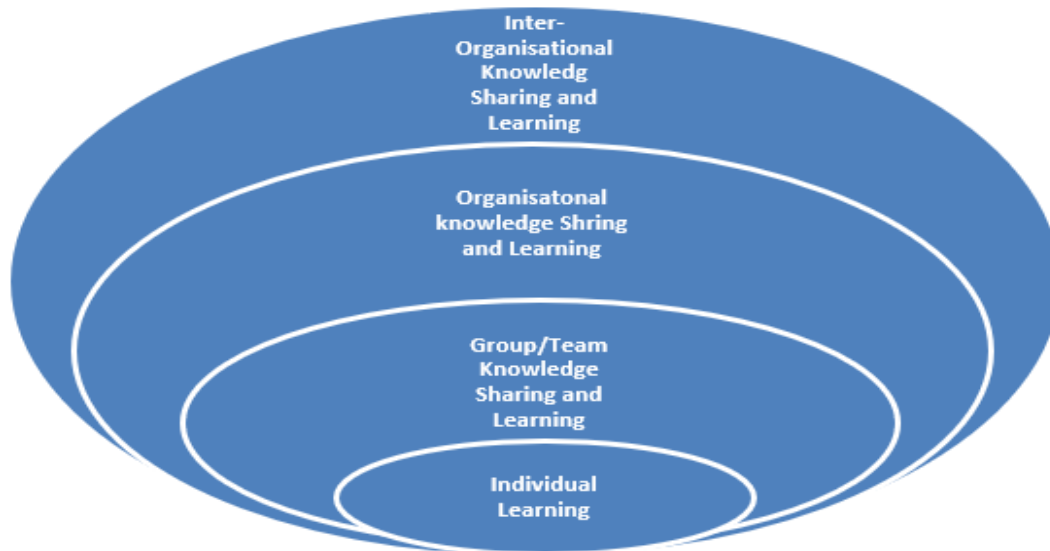 Inter-
Organisational
Knowledg
Sharing and
Learning
Organisatonal
knowledge Shring
and Learning
Group/Team
Knowledge
Sharing and
Learning
Individual
Learning